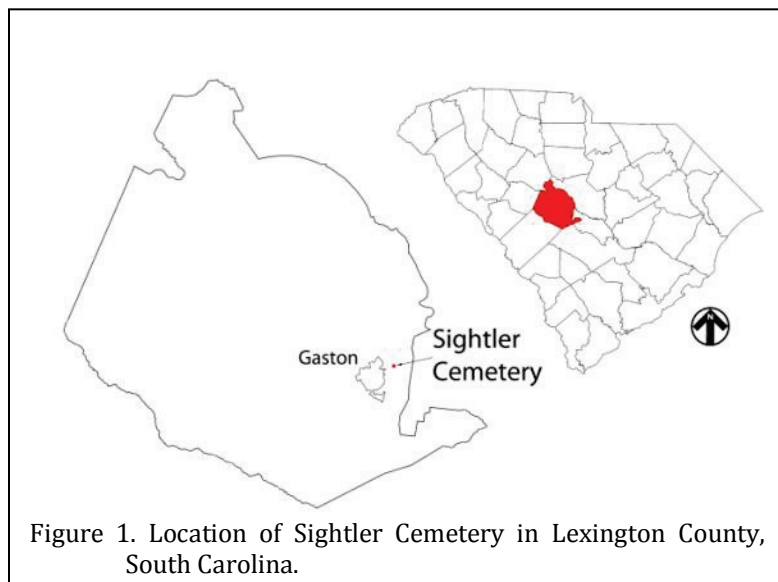 Gaston
Sightler
Cemetery
N
Figure 1. Location of Sightler Cemetery in Lexington County,
South Carolina.